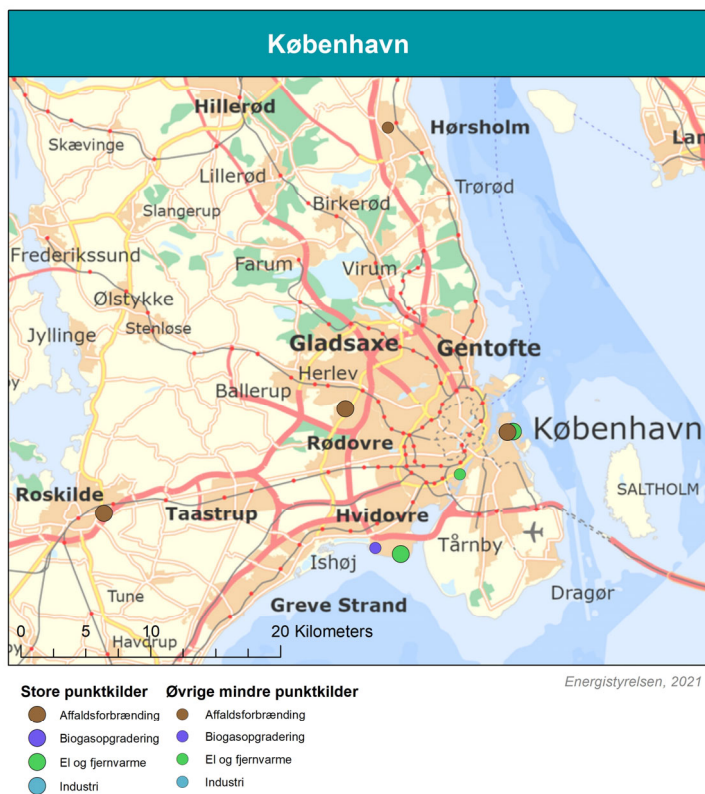 København
Hillerød
Hørsholm
Lan
Skævinge
Lillerød
Trørød
Slangerup
Birkerød
Frederikssund
Farum
Virum
Ølstykke
Jyllinge
Stenløse
Gladsaxe
Gentofte
Herlev
Ballerup
København
Rødovre
Roskilde
SALTHOLM
Taastrup
Hvidovre
Tårnby
Ishøj
Tune
Dragør
Greve Strand
0 5 10 20 Kilometers
Havdrup
Energistyrelsen, 2021
Store punktkilder Øvrige mindre punktkilder
Affaldsforbrænding Affaldsforbrænding
Biogasopgradering Biogasopgradering
El og fjernvarme El og fjernvarme
Industri Industri